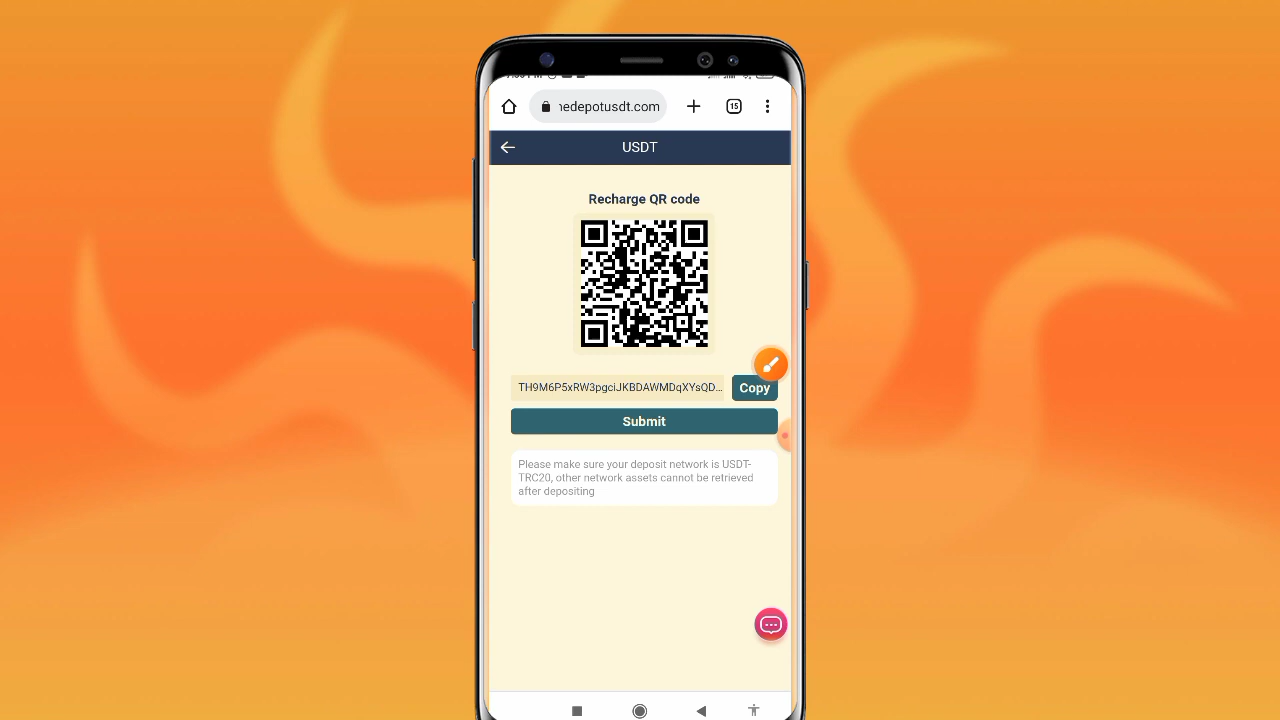 nedepotusdt.com
15
USDT
Recharge QR code
TH9M6P5xRW3pgciJKBDAWMDqXYsQD...
Copy
Submit
Please make sure your deposit network is USDT-
TRC20, other network assets cannot be retrieved
after depositing